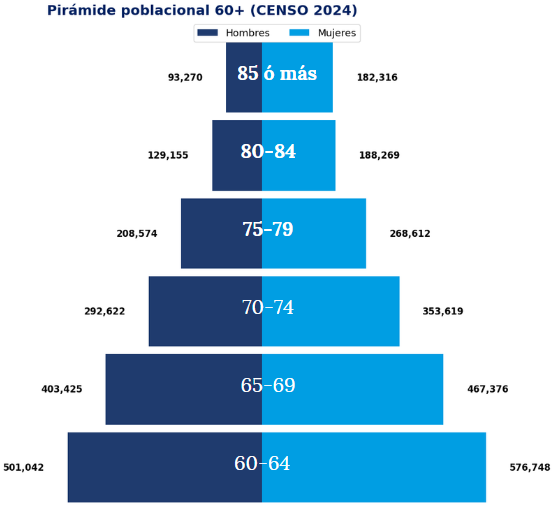 Pirámide poblacional 60+ (CENSO 2024)
Hombres Mujeres
93,270 85 ó más 182,316
129,155 80–84 188,269
208,574 75–79 268,612
292,622 70–74 353,619
403,425 65–69 467,376
501,042 60–64 576,748